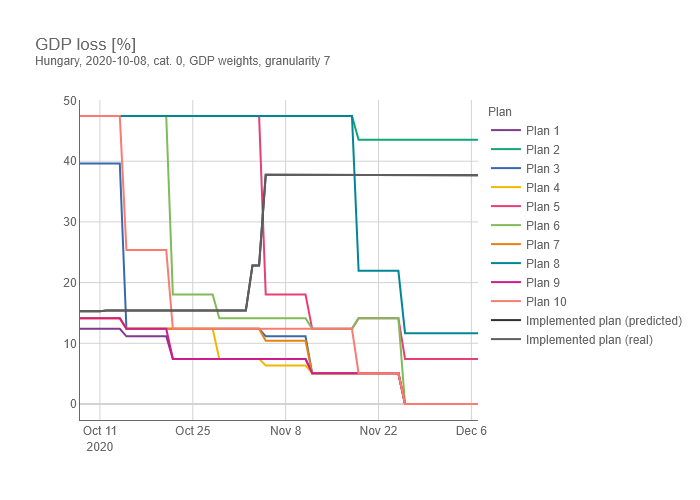 GDP loss [%]
Hungary, 2020-10-08, cat. 0, GDP weights, granularity 7
50
40
30
20
10
0
Oct 11
2020
Oct 25
Nov 8
Nov 22
Dec 6
Plan
Plan 1
Plan 2
Plan 3
Plan 4
Plan 5
Plan 6
Plan 7
Plan 8
Plan 9
Plan 10
Implemented plan (predicted)
Implemented plan (real)